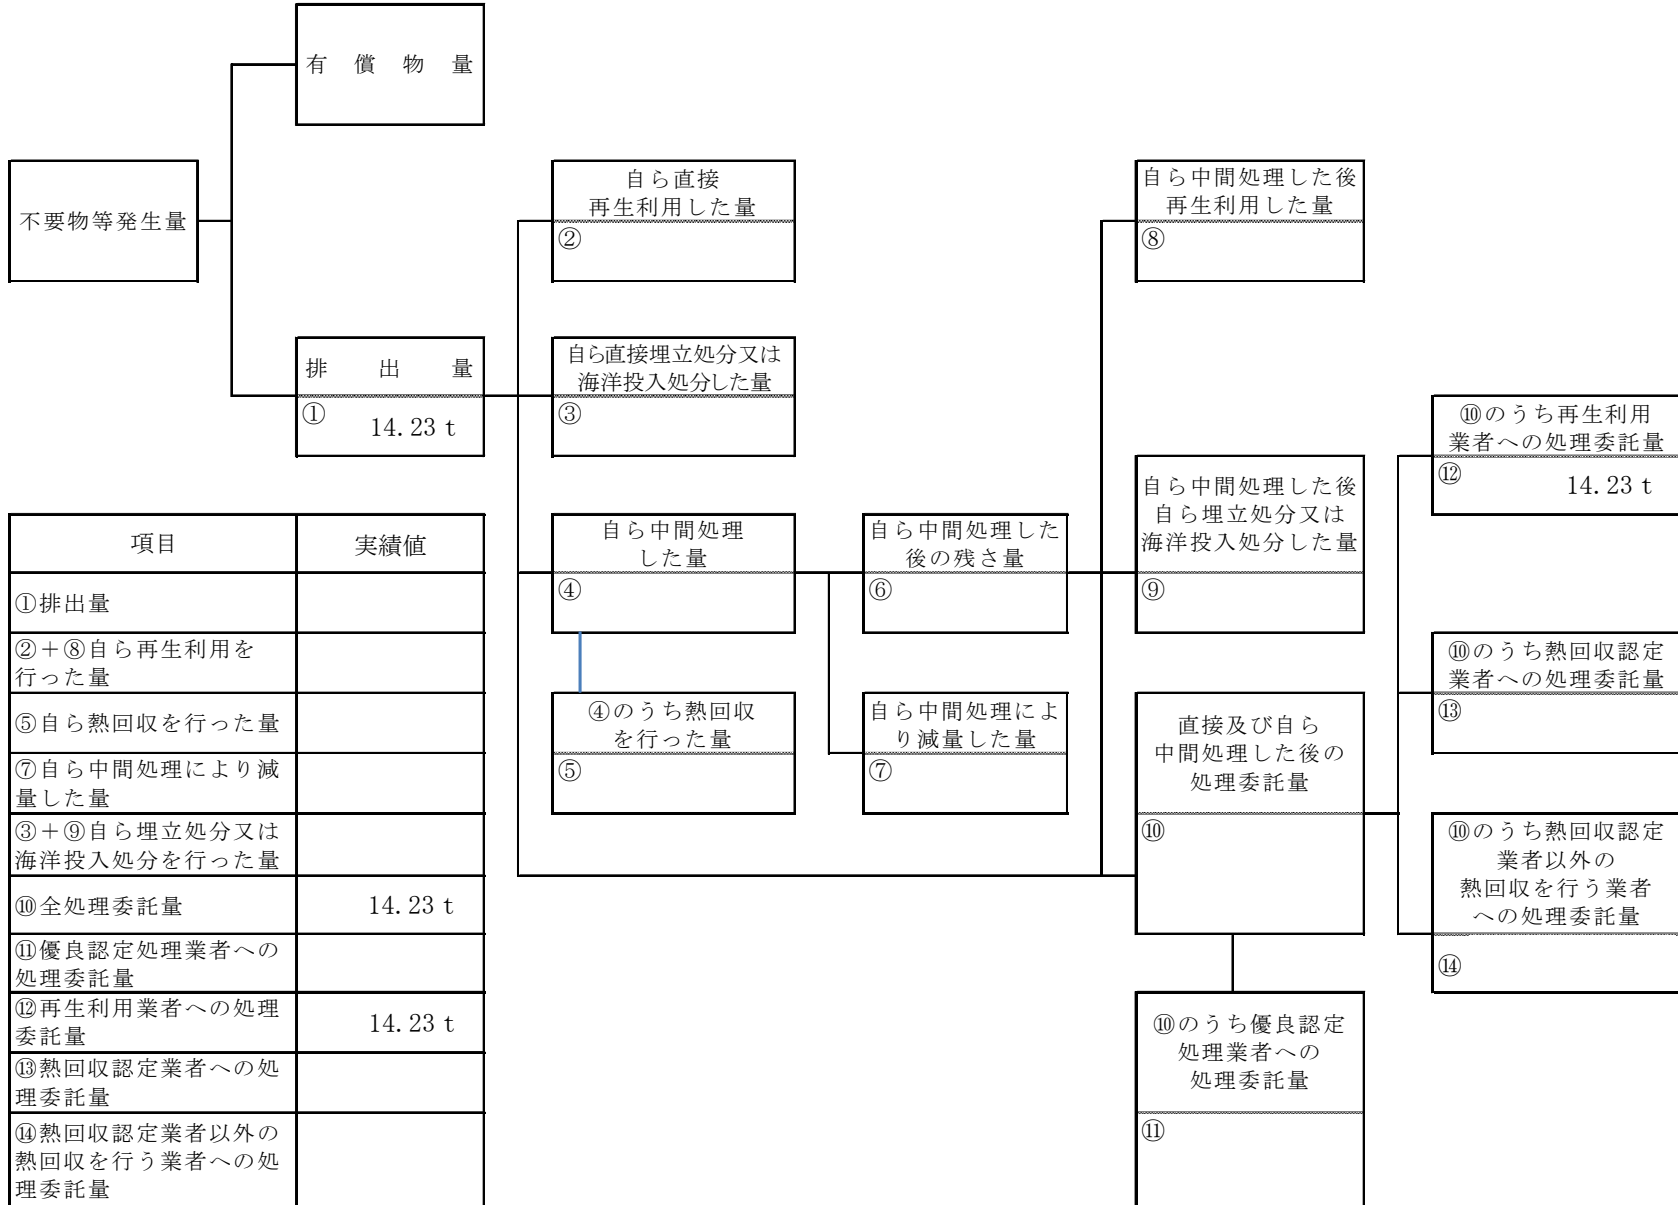 有償物量
不要物等発生量
排出量
①
14.23 t
自ら直接
再生利用した量
②
自ら直接埋立処分又は
海洋投入処分した量
③
自ら中間処理
した量
④
④のうち熱回収
を行った量
⑤
自ら中間処理した
後の残さ量
⑥
自ら中間処理によ
り減量した量
⑦
自ら中間処理した後
再生利用した量
⑧
自ら中間処理した後
自ら埋立処分又は
海洋投入処分した量
⑨
直接及び自ら
中間処理した後の
処理委託量
⑩
⑩のうち優良認定
処理業者への
処理委託量
⑪
⑩のうち再生利用
業者への処理委託量
⑫ 14.23 t
⑩のうち熱回収認定
業者への処理委託量
⑬
⑩のうち熱回収認定
業者以外の
熱回収を行う業者
への処理委託量
⑭
項目 実績値
①排出量
②+⑧自ら再生利用を
行った量
⑤自ら熱回収を行った量
⑦自ら中間処理により減
量した量
③+⑨自ら埋立処分又は
海洋投入処分を行った量
⑩全処理委託量 14.23 t
⑪優良認定処理業者への
処理委託量
⑫再生利用業者への処理
委託量 14.23 t
⑬熱回収認定業者への処
理委託量
⑭熱回収認定業者以外の
熱回収を行う業者への処
理委託量